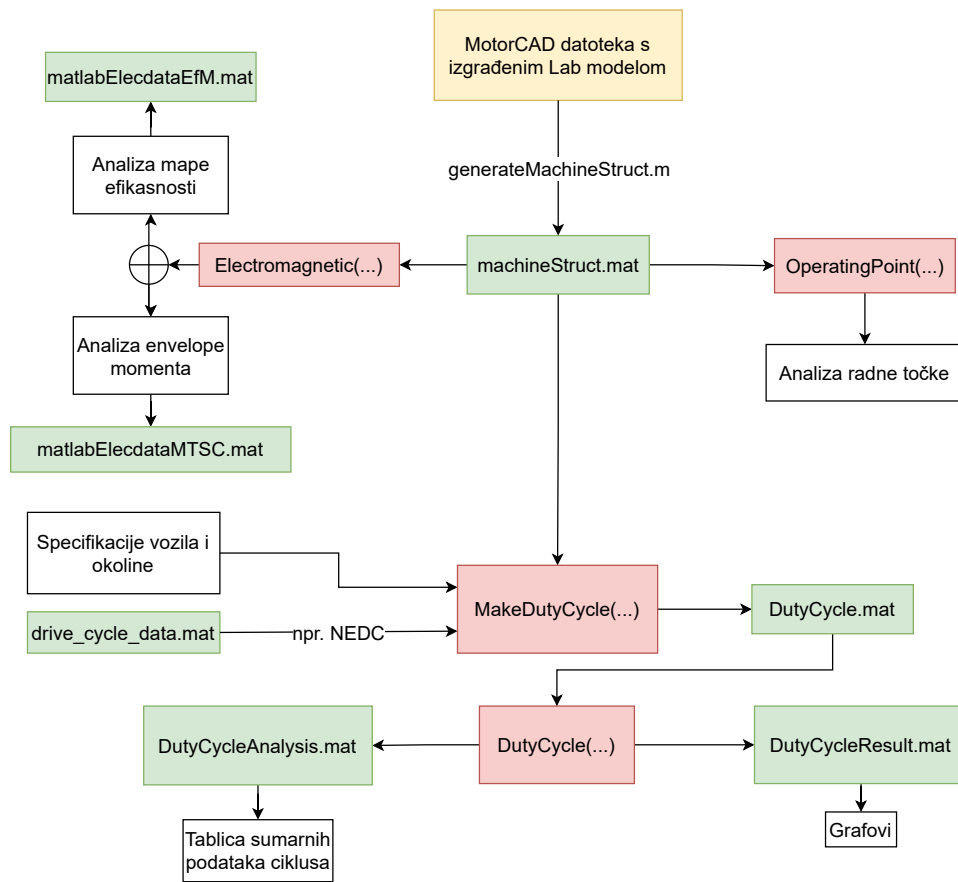 MotorCAD datoteka s
izgrađenim Lab modelom
matlabElecdataEfM.mat
Analiza mape
efikasnosti
generateMachineStruct.m
Electromagnetic(...)
machineStruct.mat
OperatingPoint(...)
Analiza envelope
momenta
Analiza radne točke
matlabElecdataMTSC.mat
Specifikacije vozila i
okoline
MakeDutyCycle(...)
DutyCycle.mat
drive_cycle_data.mat
npr. NEDC
DutyCycleAnalysis.mat
DutyCycle(...)
DutyCycleResult.mat
Tablica sumarnih
podataka ciklusa
Grafovi